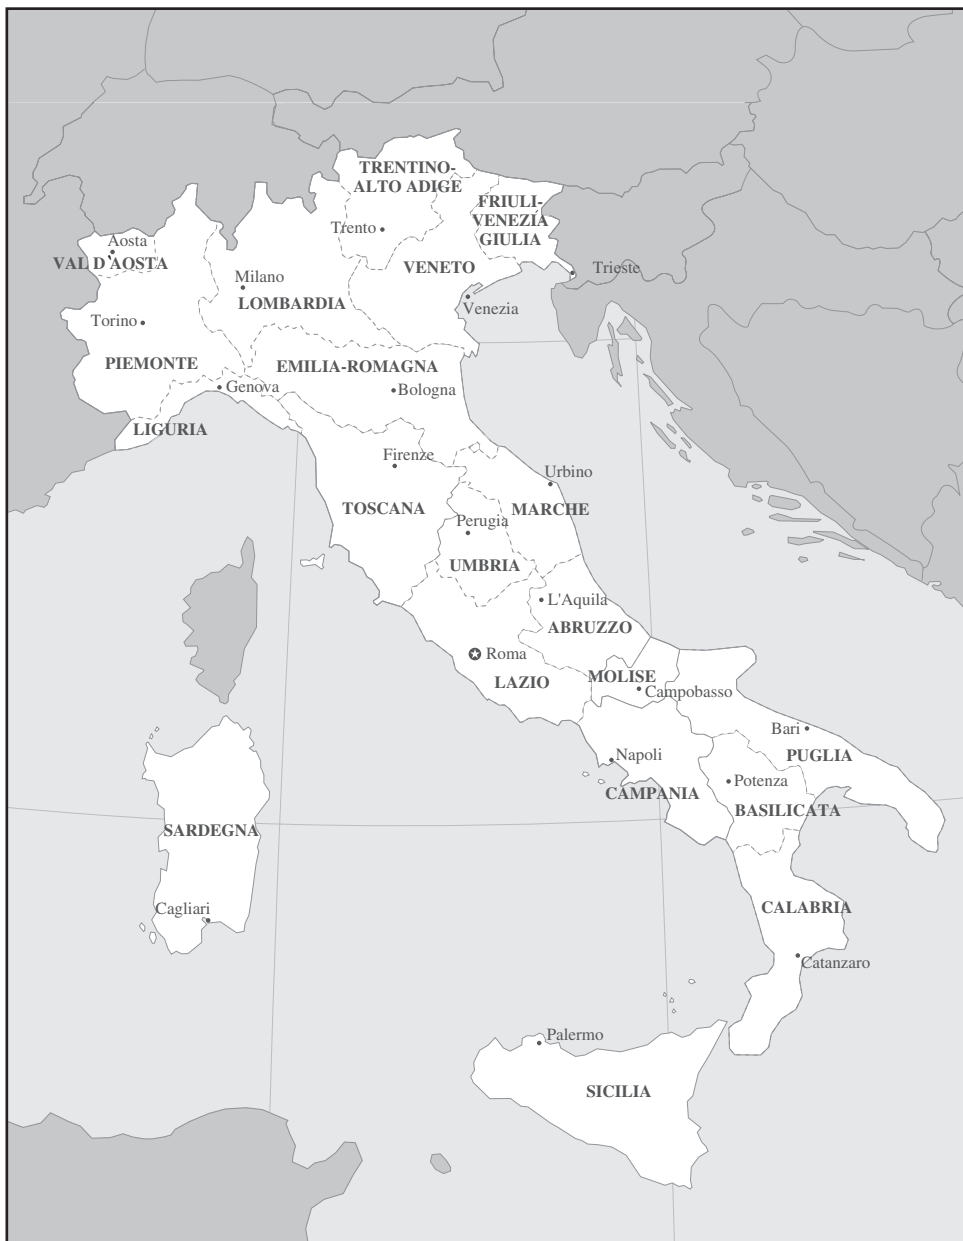 TRENTINO-
ALTO ADIGE
FRIULI-
VENEZIA
GIULIA
Trento
Aosta
VAL D'AOSTA
VENETO
Trieste
Milano
LOMBARDIA
Venezia
Torino
PIEMONTE
EMILIA-ROMAGNA
Genova
Bologna
LIGURIA
Firenze
Urbino
TOSCANA
MARCHE
Perugia
UMBRIA
L'Aquila
ABRUZZO
Roma
LAZIO
MOLISE
Campobasso
Bari
Napoli
PUGLIA
Potenza
CAMPANIA
BASILICATA
SARDEGNA
Cagliari
CALABRIA
Catanzaro
Palermo
SICILIA